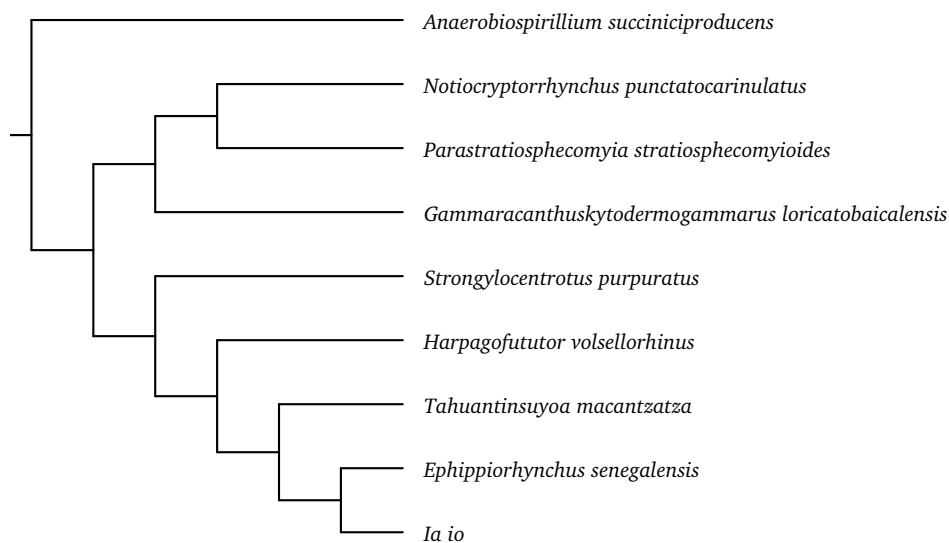 Anaerobiospirillium succiniciproducens
Notiocryptorrhynchus punctatocarinulatus
Parastratiosphecomyia stratiosphecomyioides
Gammaracanthuskytodermogammarus loricatobaicalensis
Strongylocentrotus purpuratus
Harpagofututor volsellorhinus
Tahuantinsuyoa macantzatza
Ephippiorhynchus senegalensis
Ia io